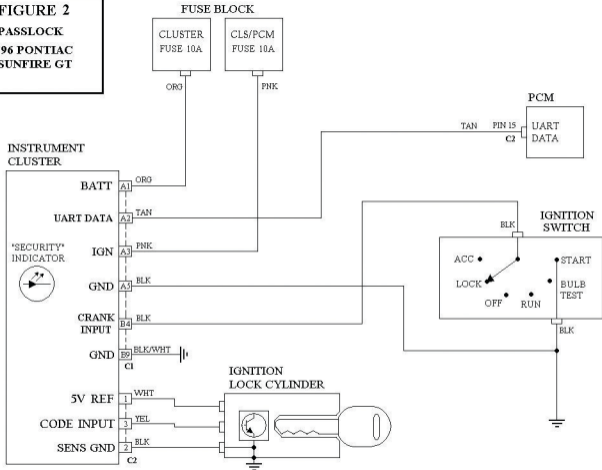 FIGURE 2
PASSLOCK
96 PONTIAC
SUNFIRE GT
FUSE BLOCK
CLUSTER
FUSE 10A
CLS/PCM
FUSE 10A
ORG
PNK
PCM
TAN
PIN 15
C2
UART
DATA
INSTRUMENT
CLUSTER
BATT A1 ORG
UART DATA A2 TAN
"SECURITY"
INDICATOR
IGN A3 PNK
GND A5 BLK
CRANK
INPUT
B4 BLK
GND B9 BLK/WHT
C1
5V REF 1 WHT
CODE INPUT 3 YEL
SENS GND 2 BLK
C2
IGNITION
SWITCH
BLK
ACC
START
LOCK
BULB
TEST
OFF
RUN
BLK
IGNITION
LOCK CYLINDER